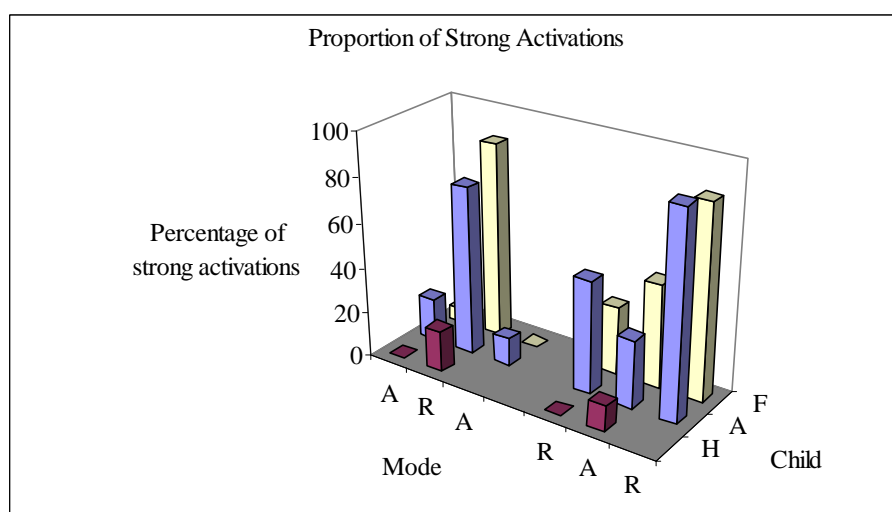 Proportion of Strong Activations
100
80
60
40
20
0
Percentage of
strong activations
A
R
A
R
A
R
Mode
H
A
F
Child